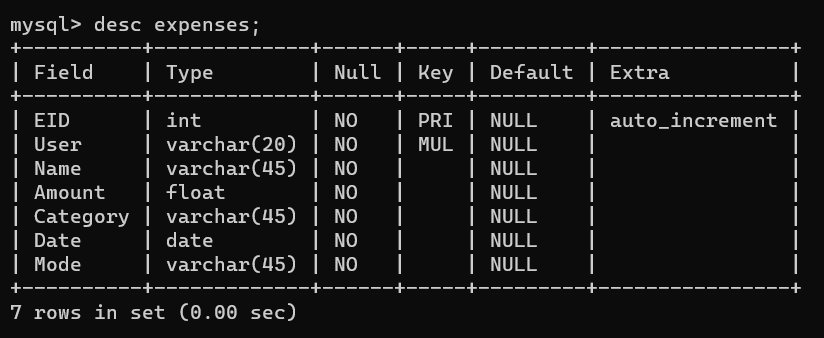 mysql> desc expenses;
+----------+-------------+------+-----+---------+----------------+
| Field    | Type        | Null | Key | Default | Extra          |
+----------+-------------+------+-----+---------+----------------+
| EID      | int         | NO   | PRI | NULL    | auto_increment |
| User     | varchar(20) | NO   | MUL | NULL    |                |
| Name     | varchar(45) | NO   |     | NULL    |                |
| Amount   | float       | NO   |     | NULL    |                |
| Category | varchar(45) | NO   |     | NULL    |                |
| Date     | date        | NO   |     | NULL    |                |
| Mode     | varchar(45) | NO   |     | NULL    |                |
+----------+-------------+------+-----+---------+----------------+
7 rows in set (0.00 sec)